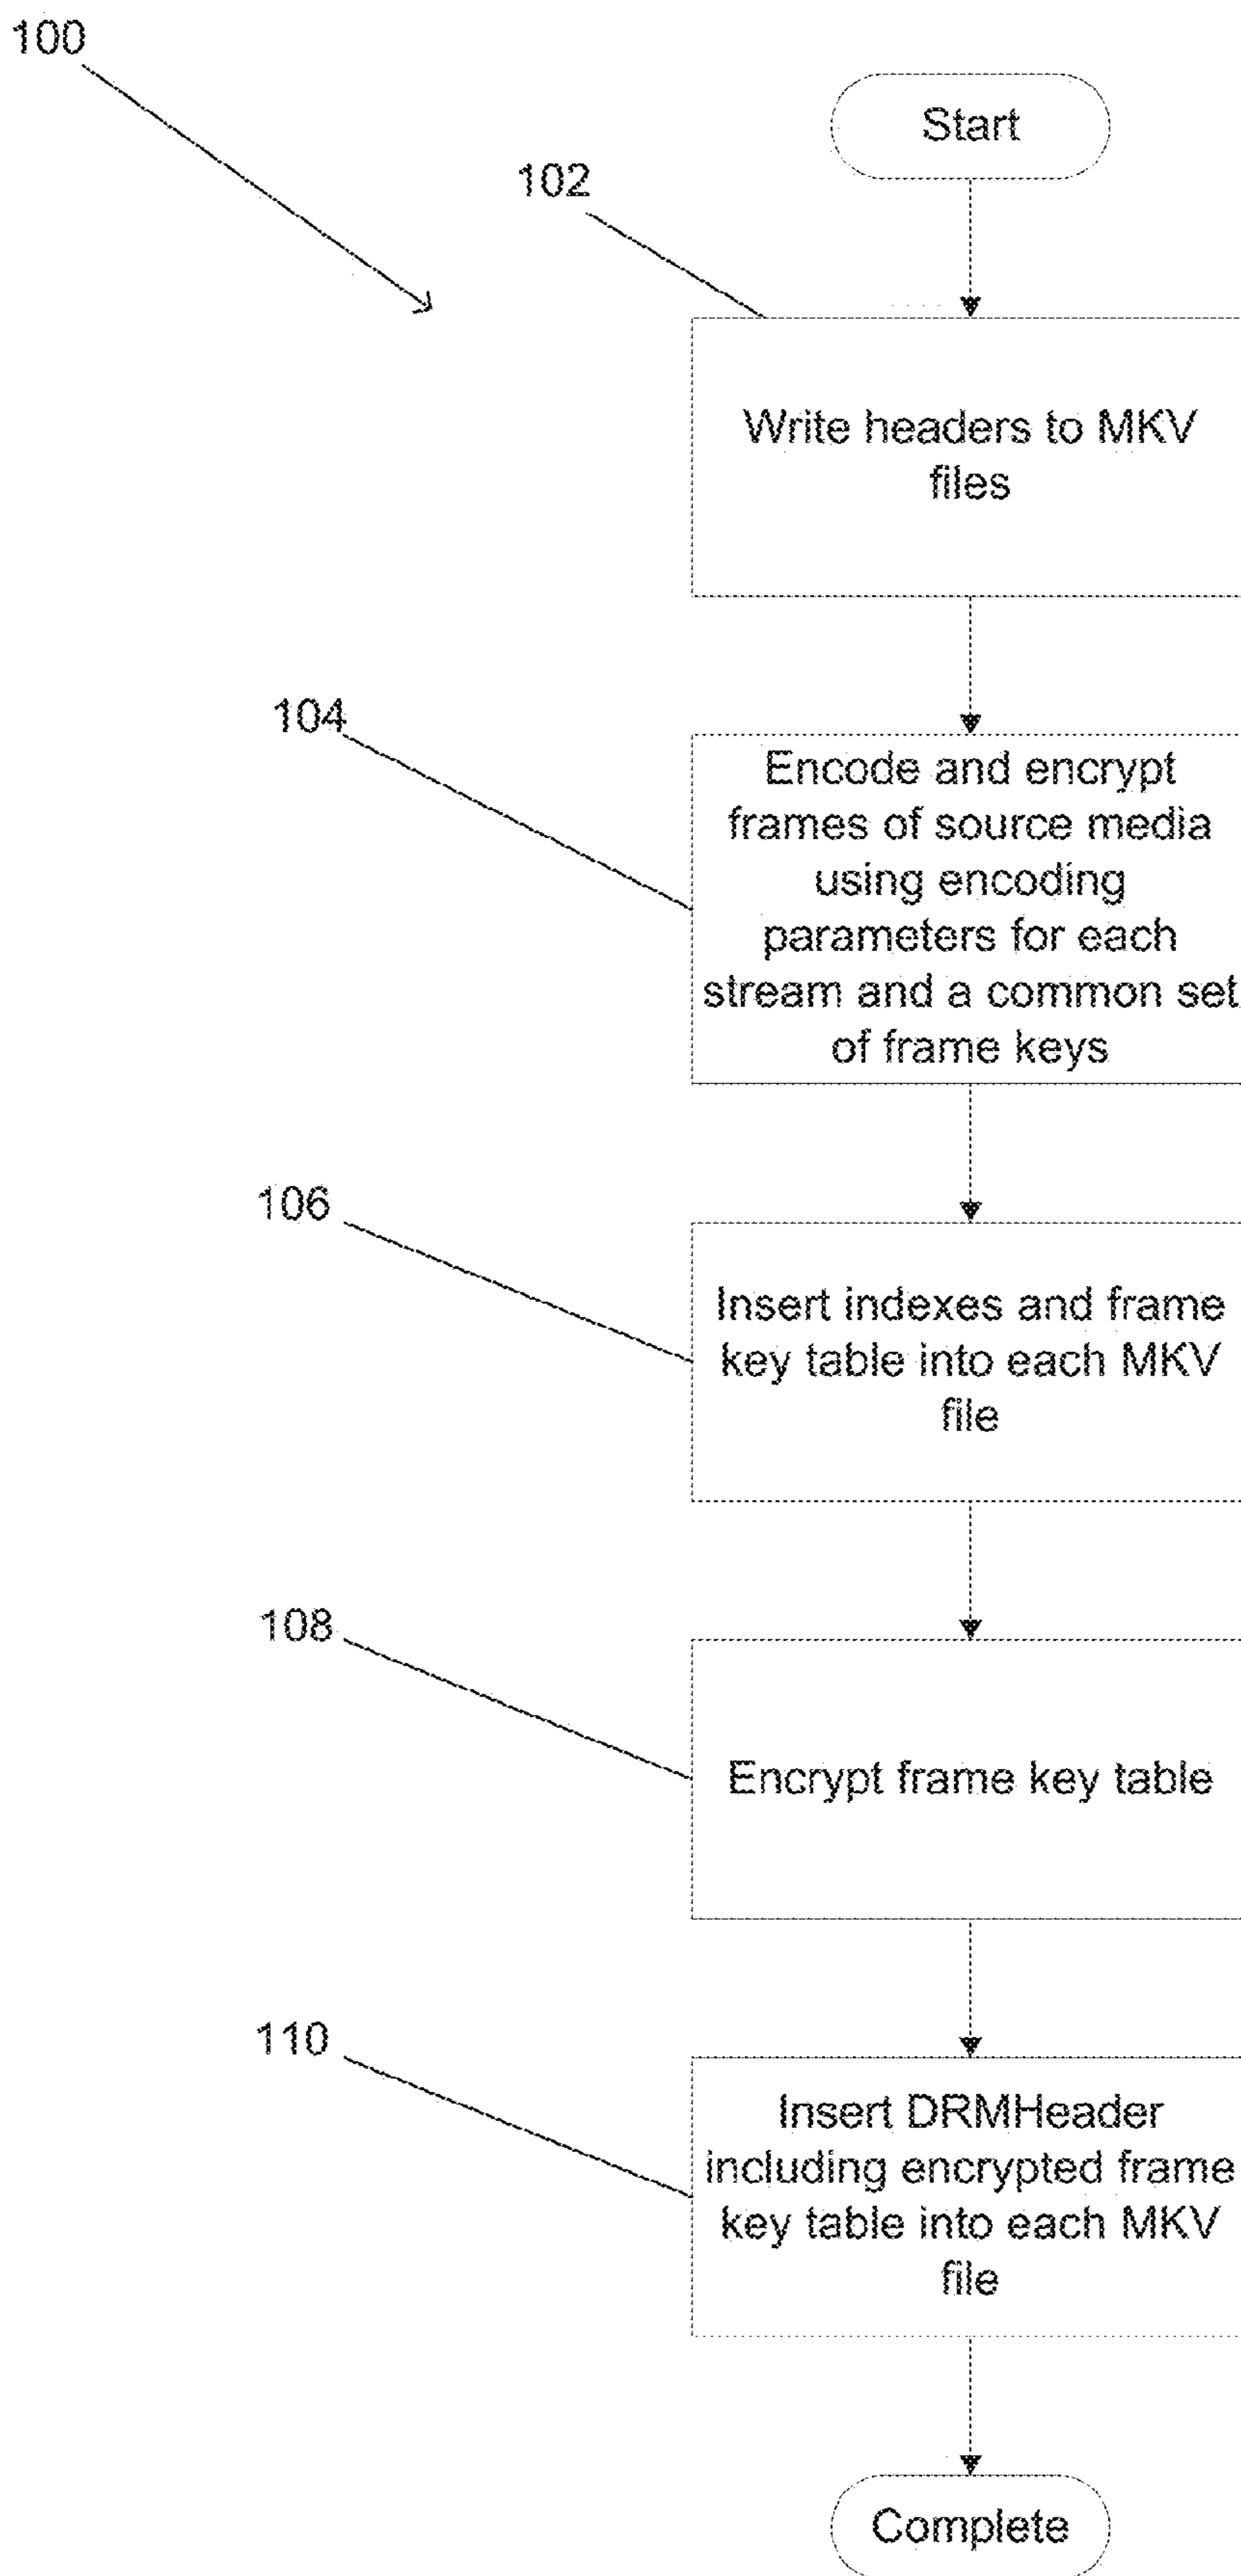 100
Start
102
Write headers to MKV
files
104
Encode and encrypt
frames of source media
using encoding
parameters for each
stream and a common set
of frame keys
106
Insert indexes and frame
key table into each MKV
file
108
Encrypt frame key table
110
Insert DRMHeader
including encrypted frame
key table into each MKV
file
Complete